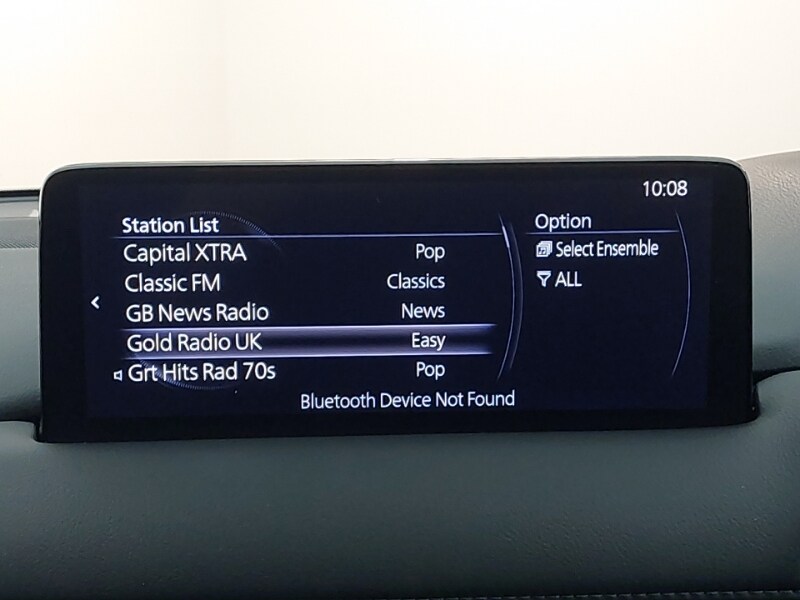 10:08
Station List
Capital XTRA Pop
Classic FM Classics
GB News Radio News
Gold Radio UK Easy
Grt Hits Rad 70s Pop
Option
Select Ensemble
ALL
Bluetooth Device Not Found